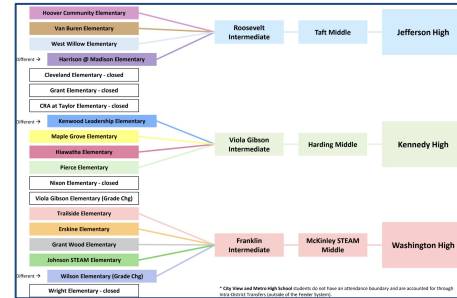 Hoover Community Elementary
Van Buren Elementary
West Willow Elementary
Different → Harrison @ Madison Elementary
Cleveland Elementary - closed
Grant Elementary - closed
CRA at Taylor Elementary - closed
Roosevelt
Intermediate
Taft Middle
Jefferson High
Different → Kenwood Leadership Elementary
Maple Grove Elementary
Hiawatha Elementary
Pierce Elementary
Nixon Elementary - closed
Viola Gibson Elementary (Grade Chg)
Viola Gibson
Intermediate
Harding Middle
Kennedy High
Trailside Elementary
Erskine Elementary
Grant Wood Elementary
Johnson STEAM Elementary
Different → Wilson Elementary (Grade Chg)
Wright Elementary - closed
Franklin
Intermediate
McKinley STEAM
Middle
Washington High
* City View and Metro High School students do not have an attendance boundary and are accounted for through
Intra-District Transfers (outside of the Feeder System).